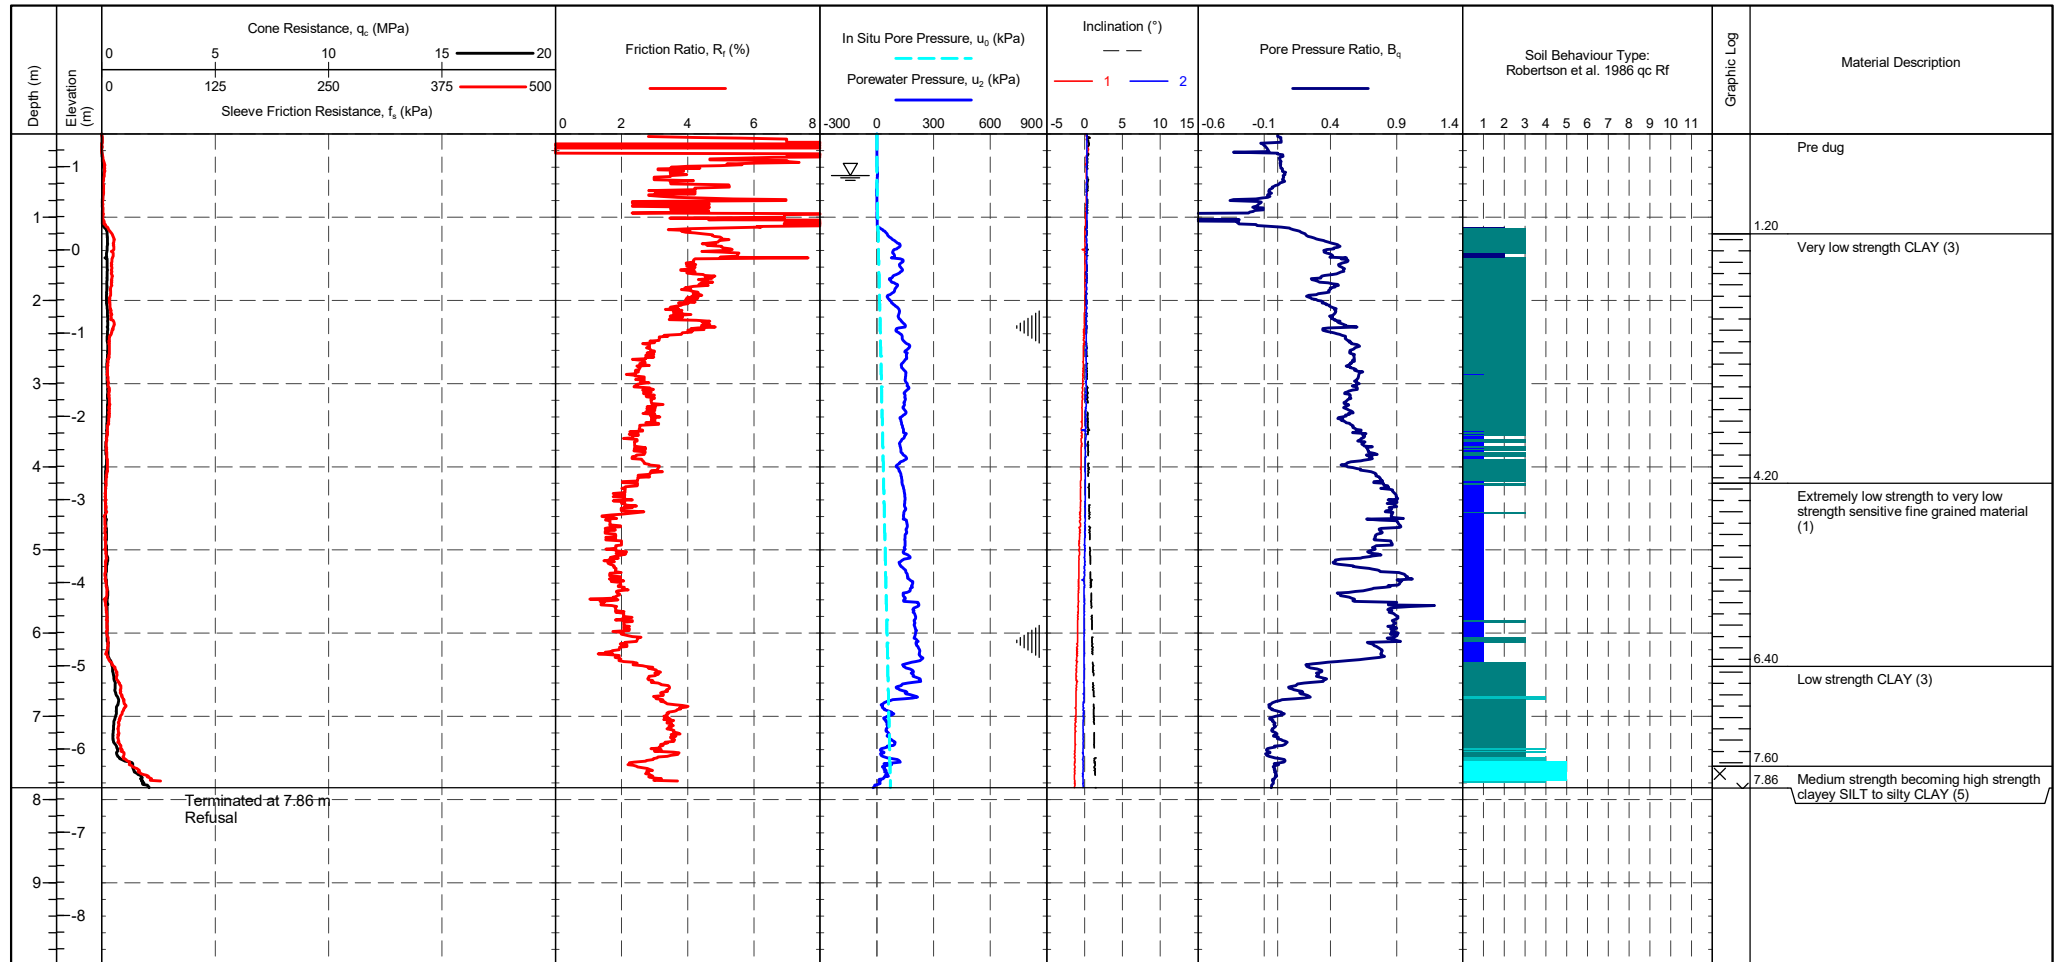 Depth (m)
Elevation
(m)
Cone Resistance, qc (MPa)
0 5 10 15 20
0 125 250 375 500
Sleeve Friction Resistance, fs (kPa)
Friction Ratio, Rf (%)
0 2 4 6 8
In Situ Pore Pressure, u0 (kPa)
Porewater Pressure, u2 (kPa)
-300 0 300 600 900
Inclination (°)
1 2
-5 0 5 10 15
Pore Pressure Ratio, Bq
-0.6 -0.1 0.4 0.9 1.4
Soil Behaviour Type:
Robertson et al. 1986 qc Rf
1 2 3 4 5 6 7 8 9 10 11
Graphic Log
Material Description
Pre dug
1
1
1.20
0
Very low strength CLAY (3)
2
-1
3
-2
4
4.20
-3
Extremely low strength to very low
strength sensitive fine grained material
(1)
5
-4
6
6.40
-5
Low strength CLAY (3)
7
-6
7.60
7.86
Medium strength becoming high strength
clayey SILT to silty CLAY (5)
8
Terminated at 7.86 m
Refusal
-7
9
-8